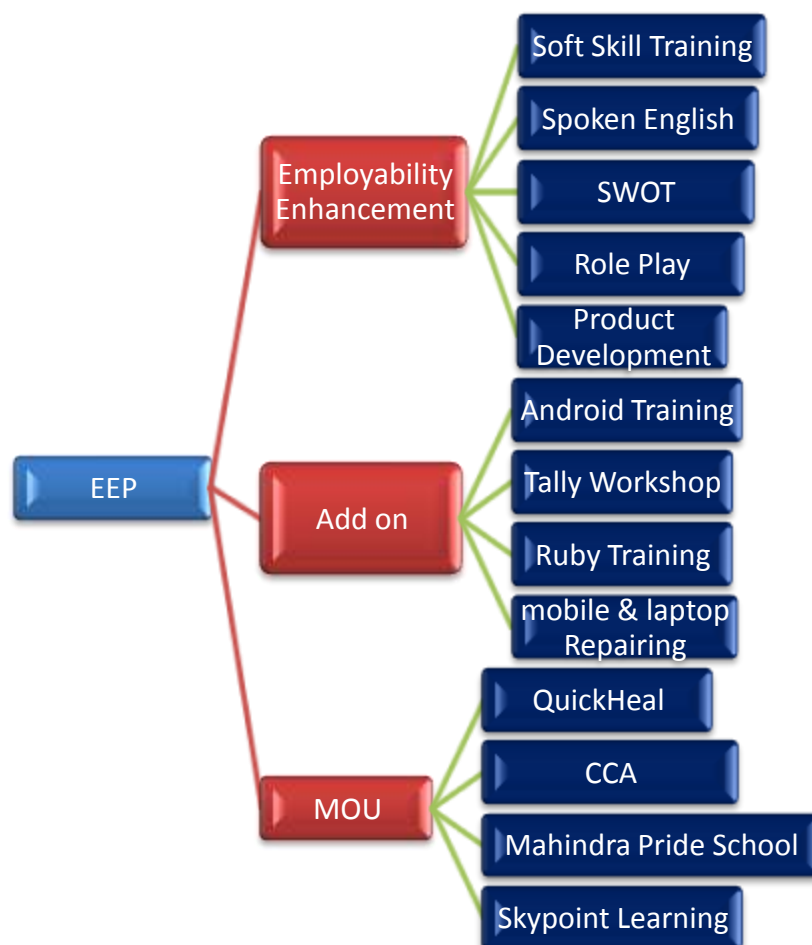 Soft Skill Training
Spoken English
Employability
Enhancement
SWOT
Role Play
Product
Development
Android Training
EEP
Tally Workshop
Add on
Ruby Training
mobile & laptop
Repairing
QuickHeal
CCA
MOU
Mahindra Pride School
Skypoint Learning